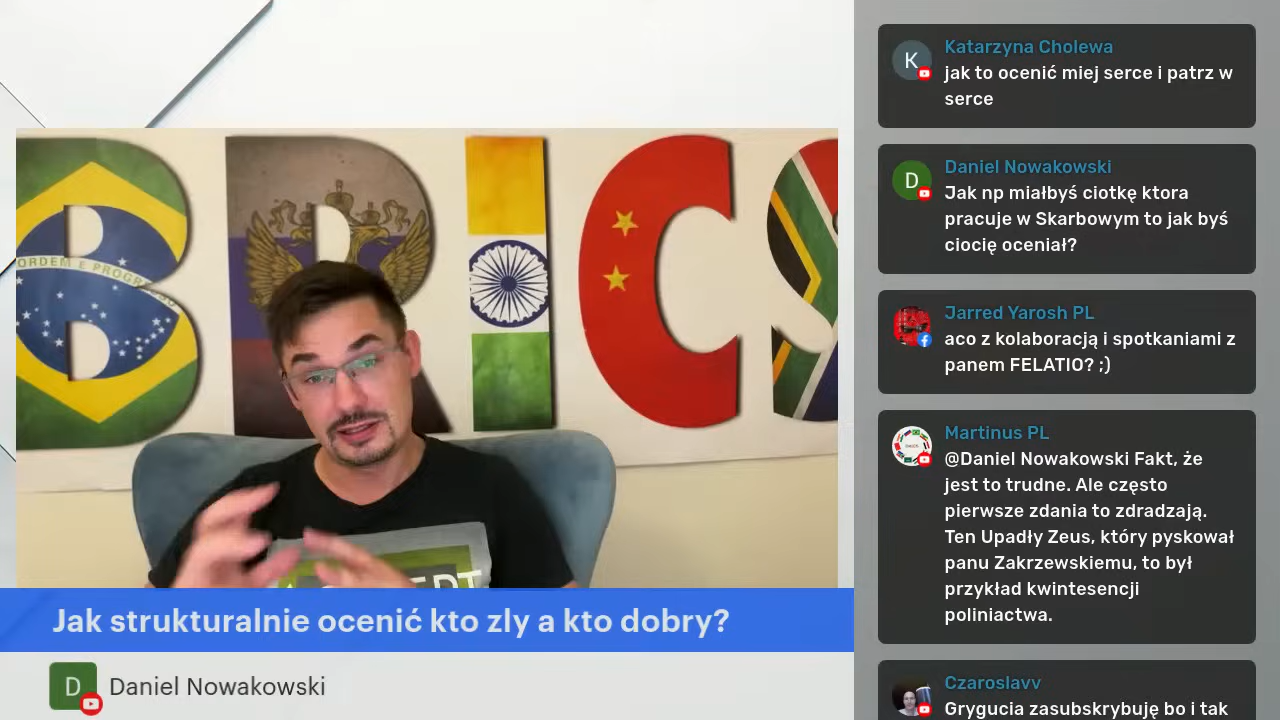 BRICS
ORDEM E PROGR
Jak strukturalnie ocenić kto zly a kto dobry?
D
Daniel Nowakowski
K
Katarzyna Cholewa
jak to ocenić miej serce i patrz w
serce
D
Daniel Nowakowski
Jak np miałbyś ciotkę ktora
pracuje w Skarbowym to jak byś
ciocię oceniał?
Jarred Yarosh PL
aco z kolaboracją i spotkaniami z
panem FELATIO? ;)
Martinus PL
@Daniel Nowakowski Fakt, że
jest to trudne. Ale często
pierwsze zdania to zdradzają.
Ten Upadły Zeus, który pyskował
panu Zakrzewskiemu, to był
przykład kwintesencji
poliniactwa.
Czaroslavv
Grygucia zasubskrybuję bo i tak